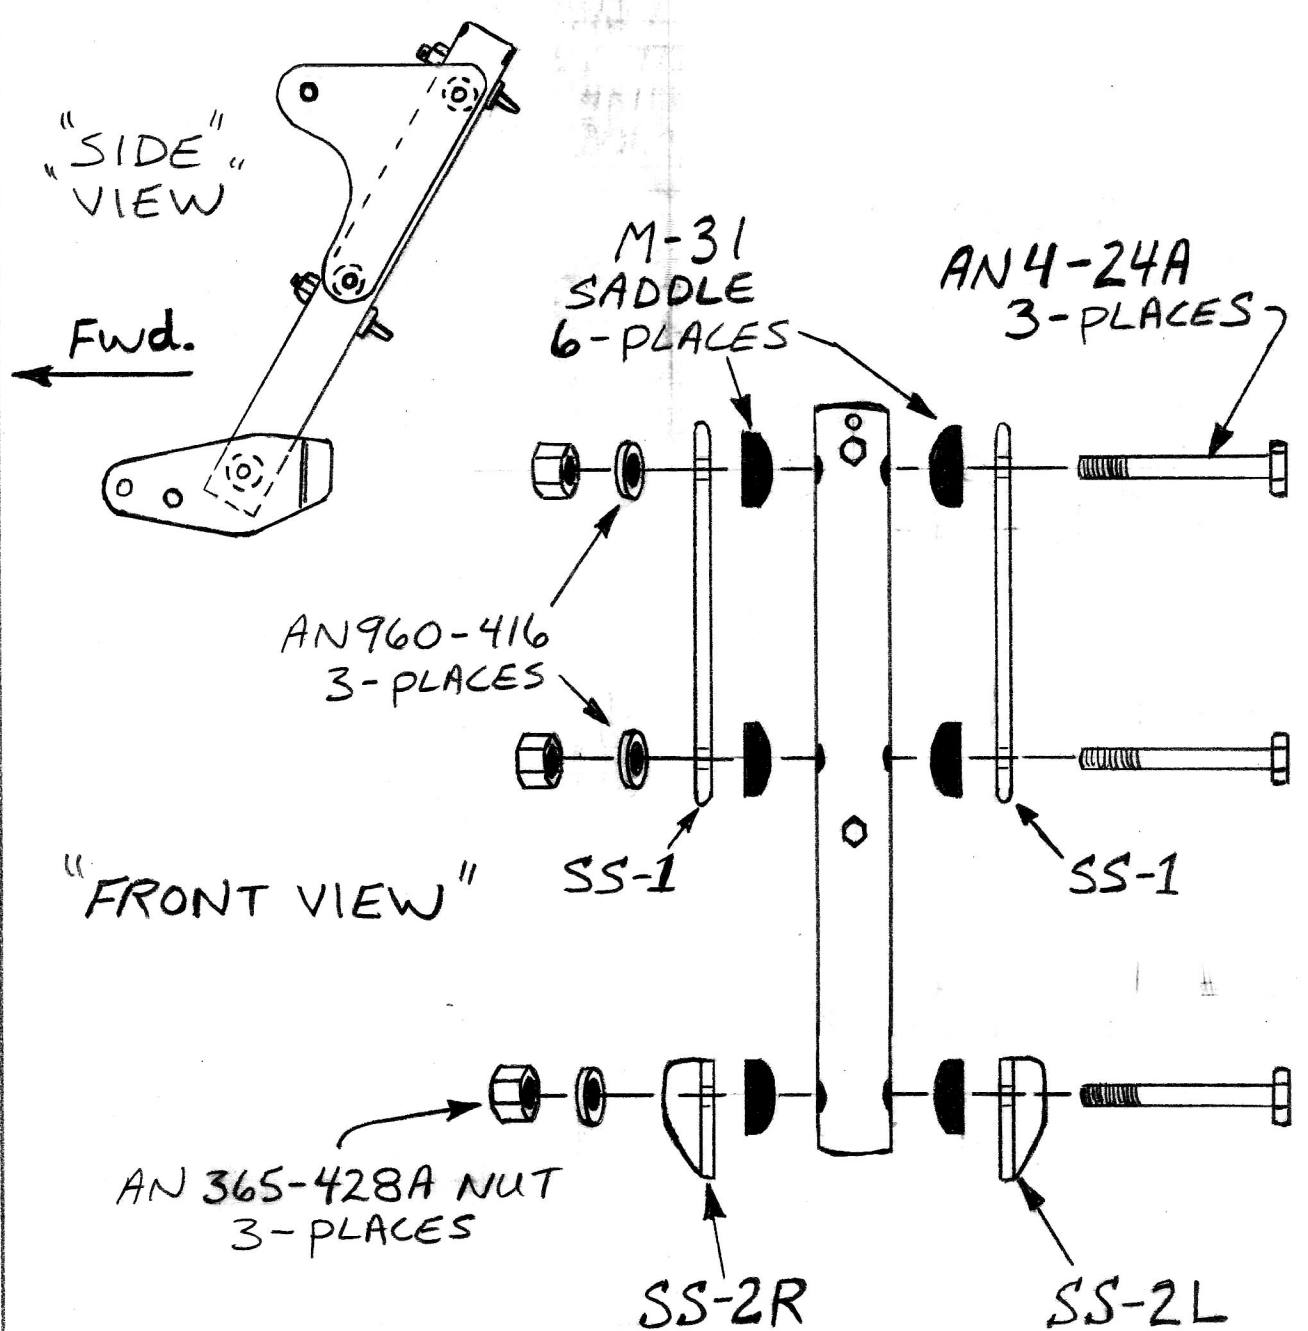 "SIDE"
"VIEW"
Fwd.
M-31
SADDLE
6-PLACES
AN4-24A
3-PLACES
AN960-416
3-PLACES
SS-1
SS-1
"FRONT VIEW"
AN 365-428A NUT
3-PLACES
SS-2R
SS-2L